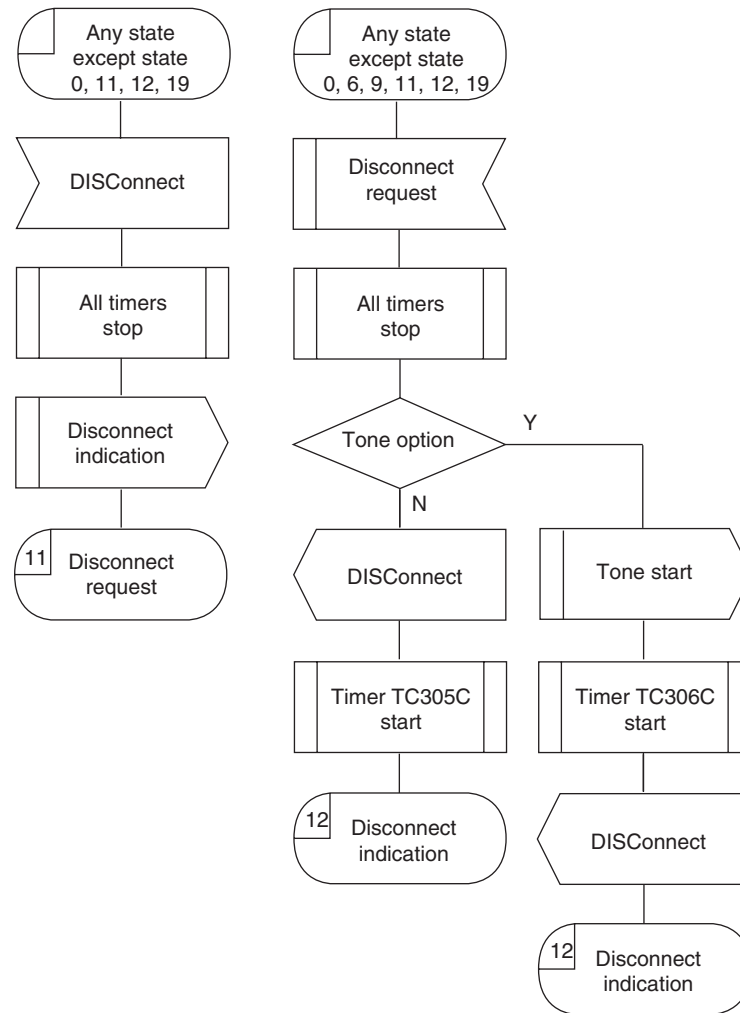 Any state
except state
0, 11, 12, 19
DISConnect
All timers
stop
Disconnect
indication
11
Disconnect
request
Any state
except state
0, 6, 9, 11, 12, 19
Disconnect
request
All timers
stop
Tone option
Y
N
DISConnect
Timer TC305C
start
12
Disconnect
indication
Tone start
Timer TC306C
start
DISConnect
12
Disconnect
indication